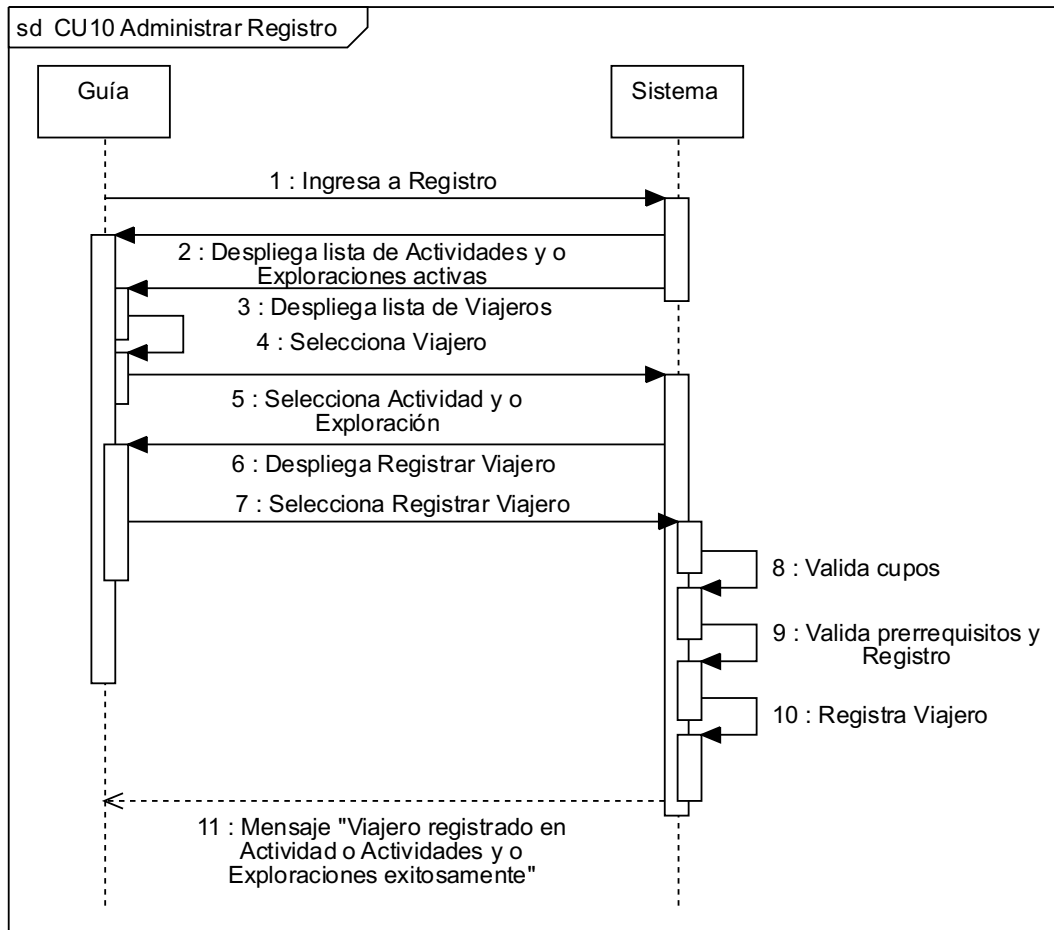 sd CU10 Administrar Registro
Guía
Sistema
1 : Ingresa a Registro
2 : Despliega lista de Actividades y o
Exploraciones activas
3 : Despliega lista de Viajeros
4 : Selecciona Viajero
5 : Selecciona Actividad y o
Exploración
6 : Despliega Registrar Viajero
7 : Selecciona Registrar Viajero
8 : Valida cupos
9 : Valida prerrequisitos y
Registro
10 : Registra Viajero
11 : Mensaje "Viajero registrado en
Actividad o Actividades y o
Exploraciones exitosamente"